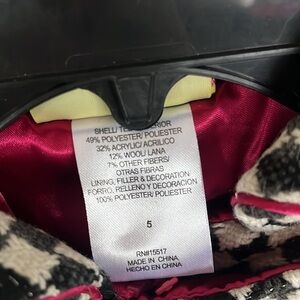 SHELL/
49% POLYESTER/ POLIESTER
32% ACRYLIC/ ACRILICO
12% WOOL/ LANA
7% OTHER FIBERS/
OTRAS FIBRAS
LINING, FILLER & DECORATION
FORRO, RELLENO Y DECORACION
100% POLYESTER/ POLIESTER
5
RN#15517
MADE IN CHINA
HECHO EN CHINA